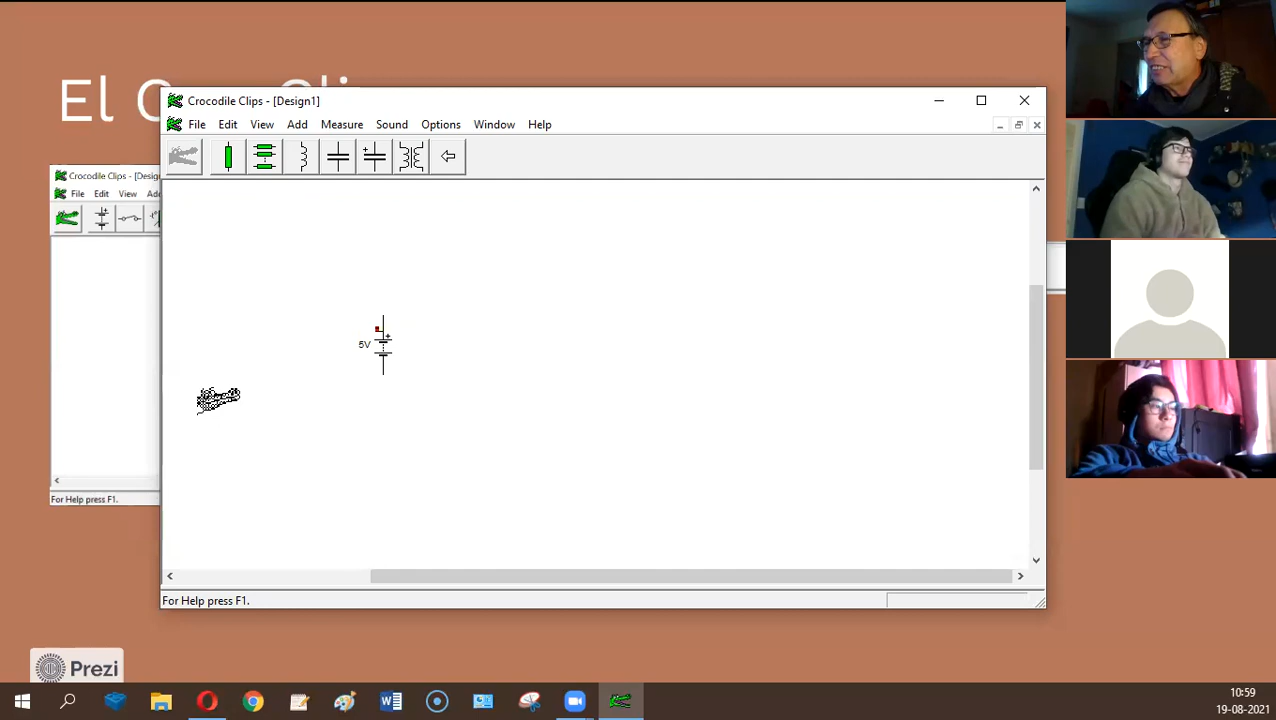 El C
Crocodile Clips - [Design1]
File Edit View Add Measure Sound Options Window Help
Crocodile Clips - [Desig
File Edit View Ad
5V
+
For Help press F1.
For Help press F1.
Prezi
10:59
19-08-2021